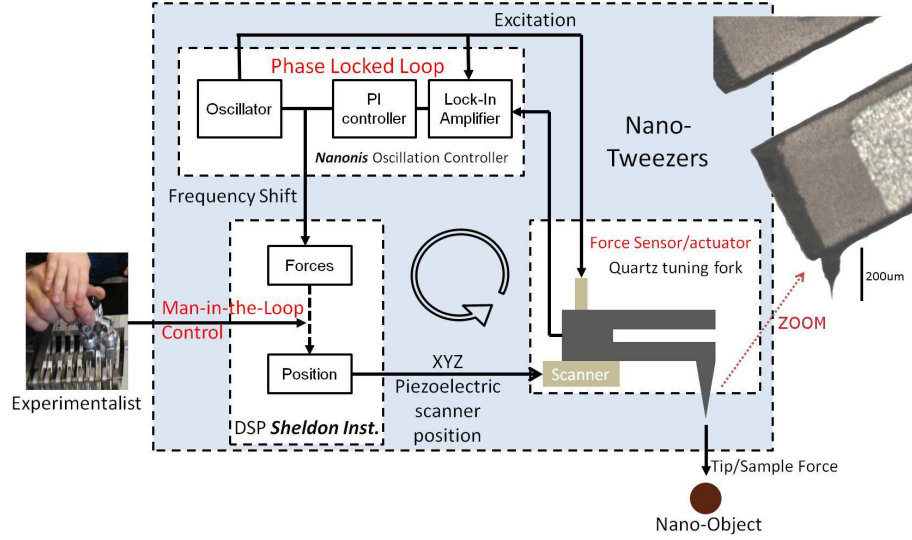 Excitation
Phase Locked Loop
Oscillator
PI
controller
Lock-In
Amplifier
Nanonis Oscillation Controller
Nano-
Tweezers
Frequency Shift
Forces
Force Sensor/actuator
Quartz tuning fork
200um
Man-in-the-Loop
Control
ZOOM
Position
XYZ
Piezoelectric
scanner
position
Scanner
Experimentalist
DSP Sheldon Inst.
Tip/Sample Force
Nano-Object